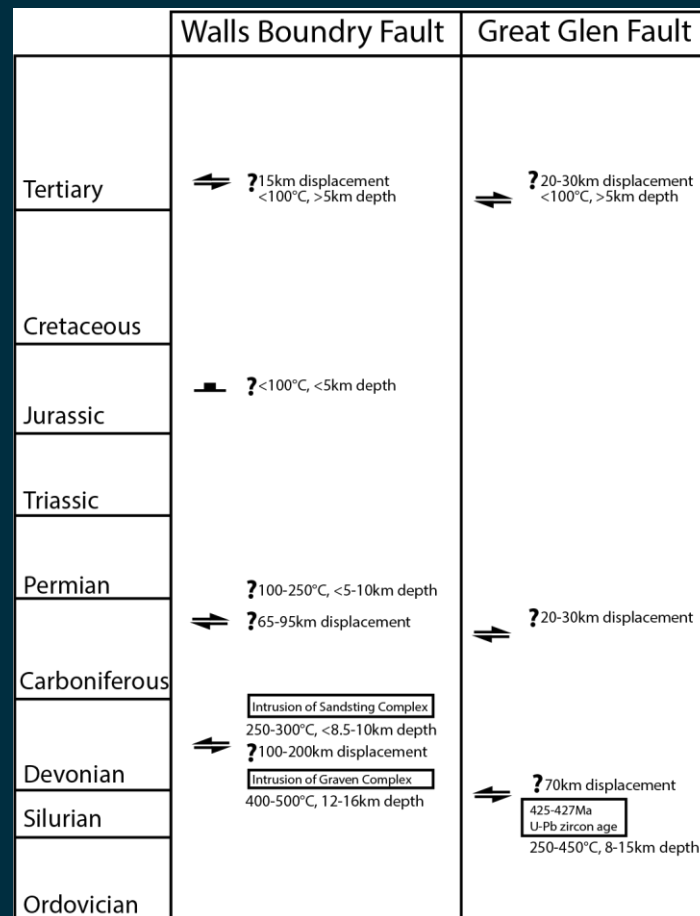 Walls Boundry Fault
Great Glen Fault
Tertiary
?15km displacement
<100°C, >5km depth
?20-30km displacement
<100°C, >5km depth
Cretaceous
?<100°C, <5km depth
Jurassic
Triassic
Permian
?100-250°C, <5-10km depth
?65-95km displacement
?20-30km displacement
Carboniferous
Intrusion of Sandsting Complex
250-300°C, <8.5-10km depth
?100-200km displacement
Devonian
Intrusion of Graven Complex
400-500°C, 12-16km depth
?70km displacement
Silurian
425-427Ma
U-Pb zircon age
250-450°C, 8-15km depth
Ordovician